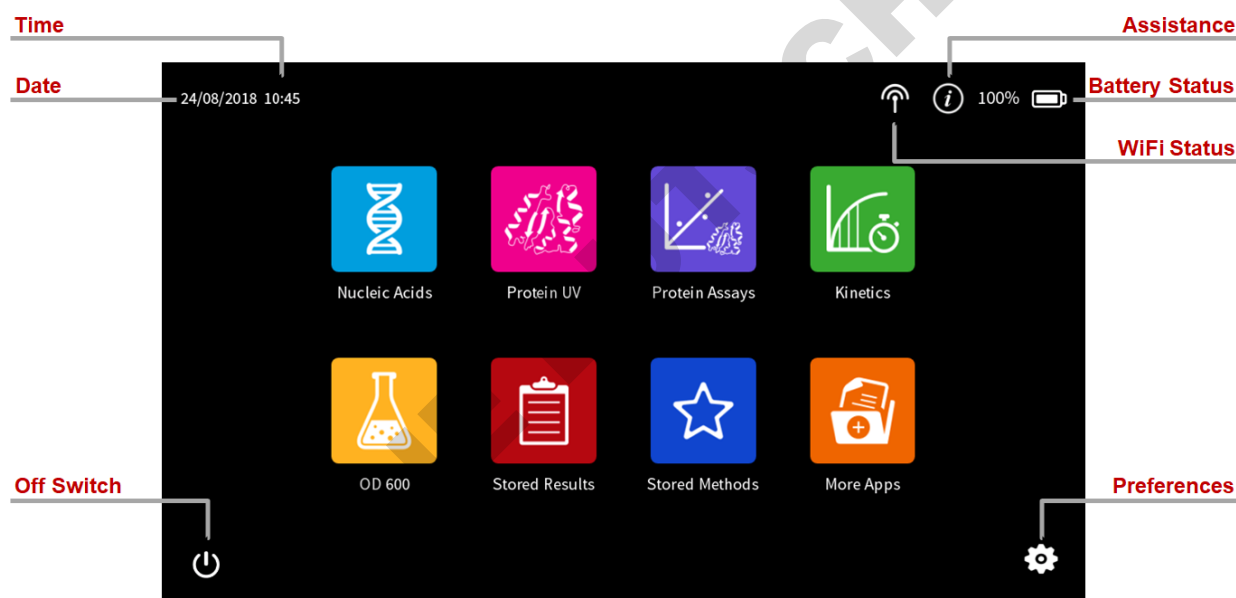 Time
Assistance
Date
24/08/2018 10:45
i
100%
Battery Status
WiFi Status
Nucleic Acids
Protein UV
Protein Assays
Kinetics
OD 600
Stored Results
Stored Methods
More Apps
Off Switch
Preferences